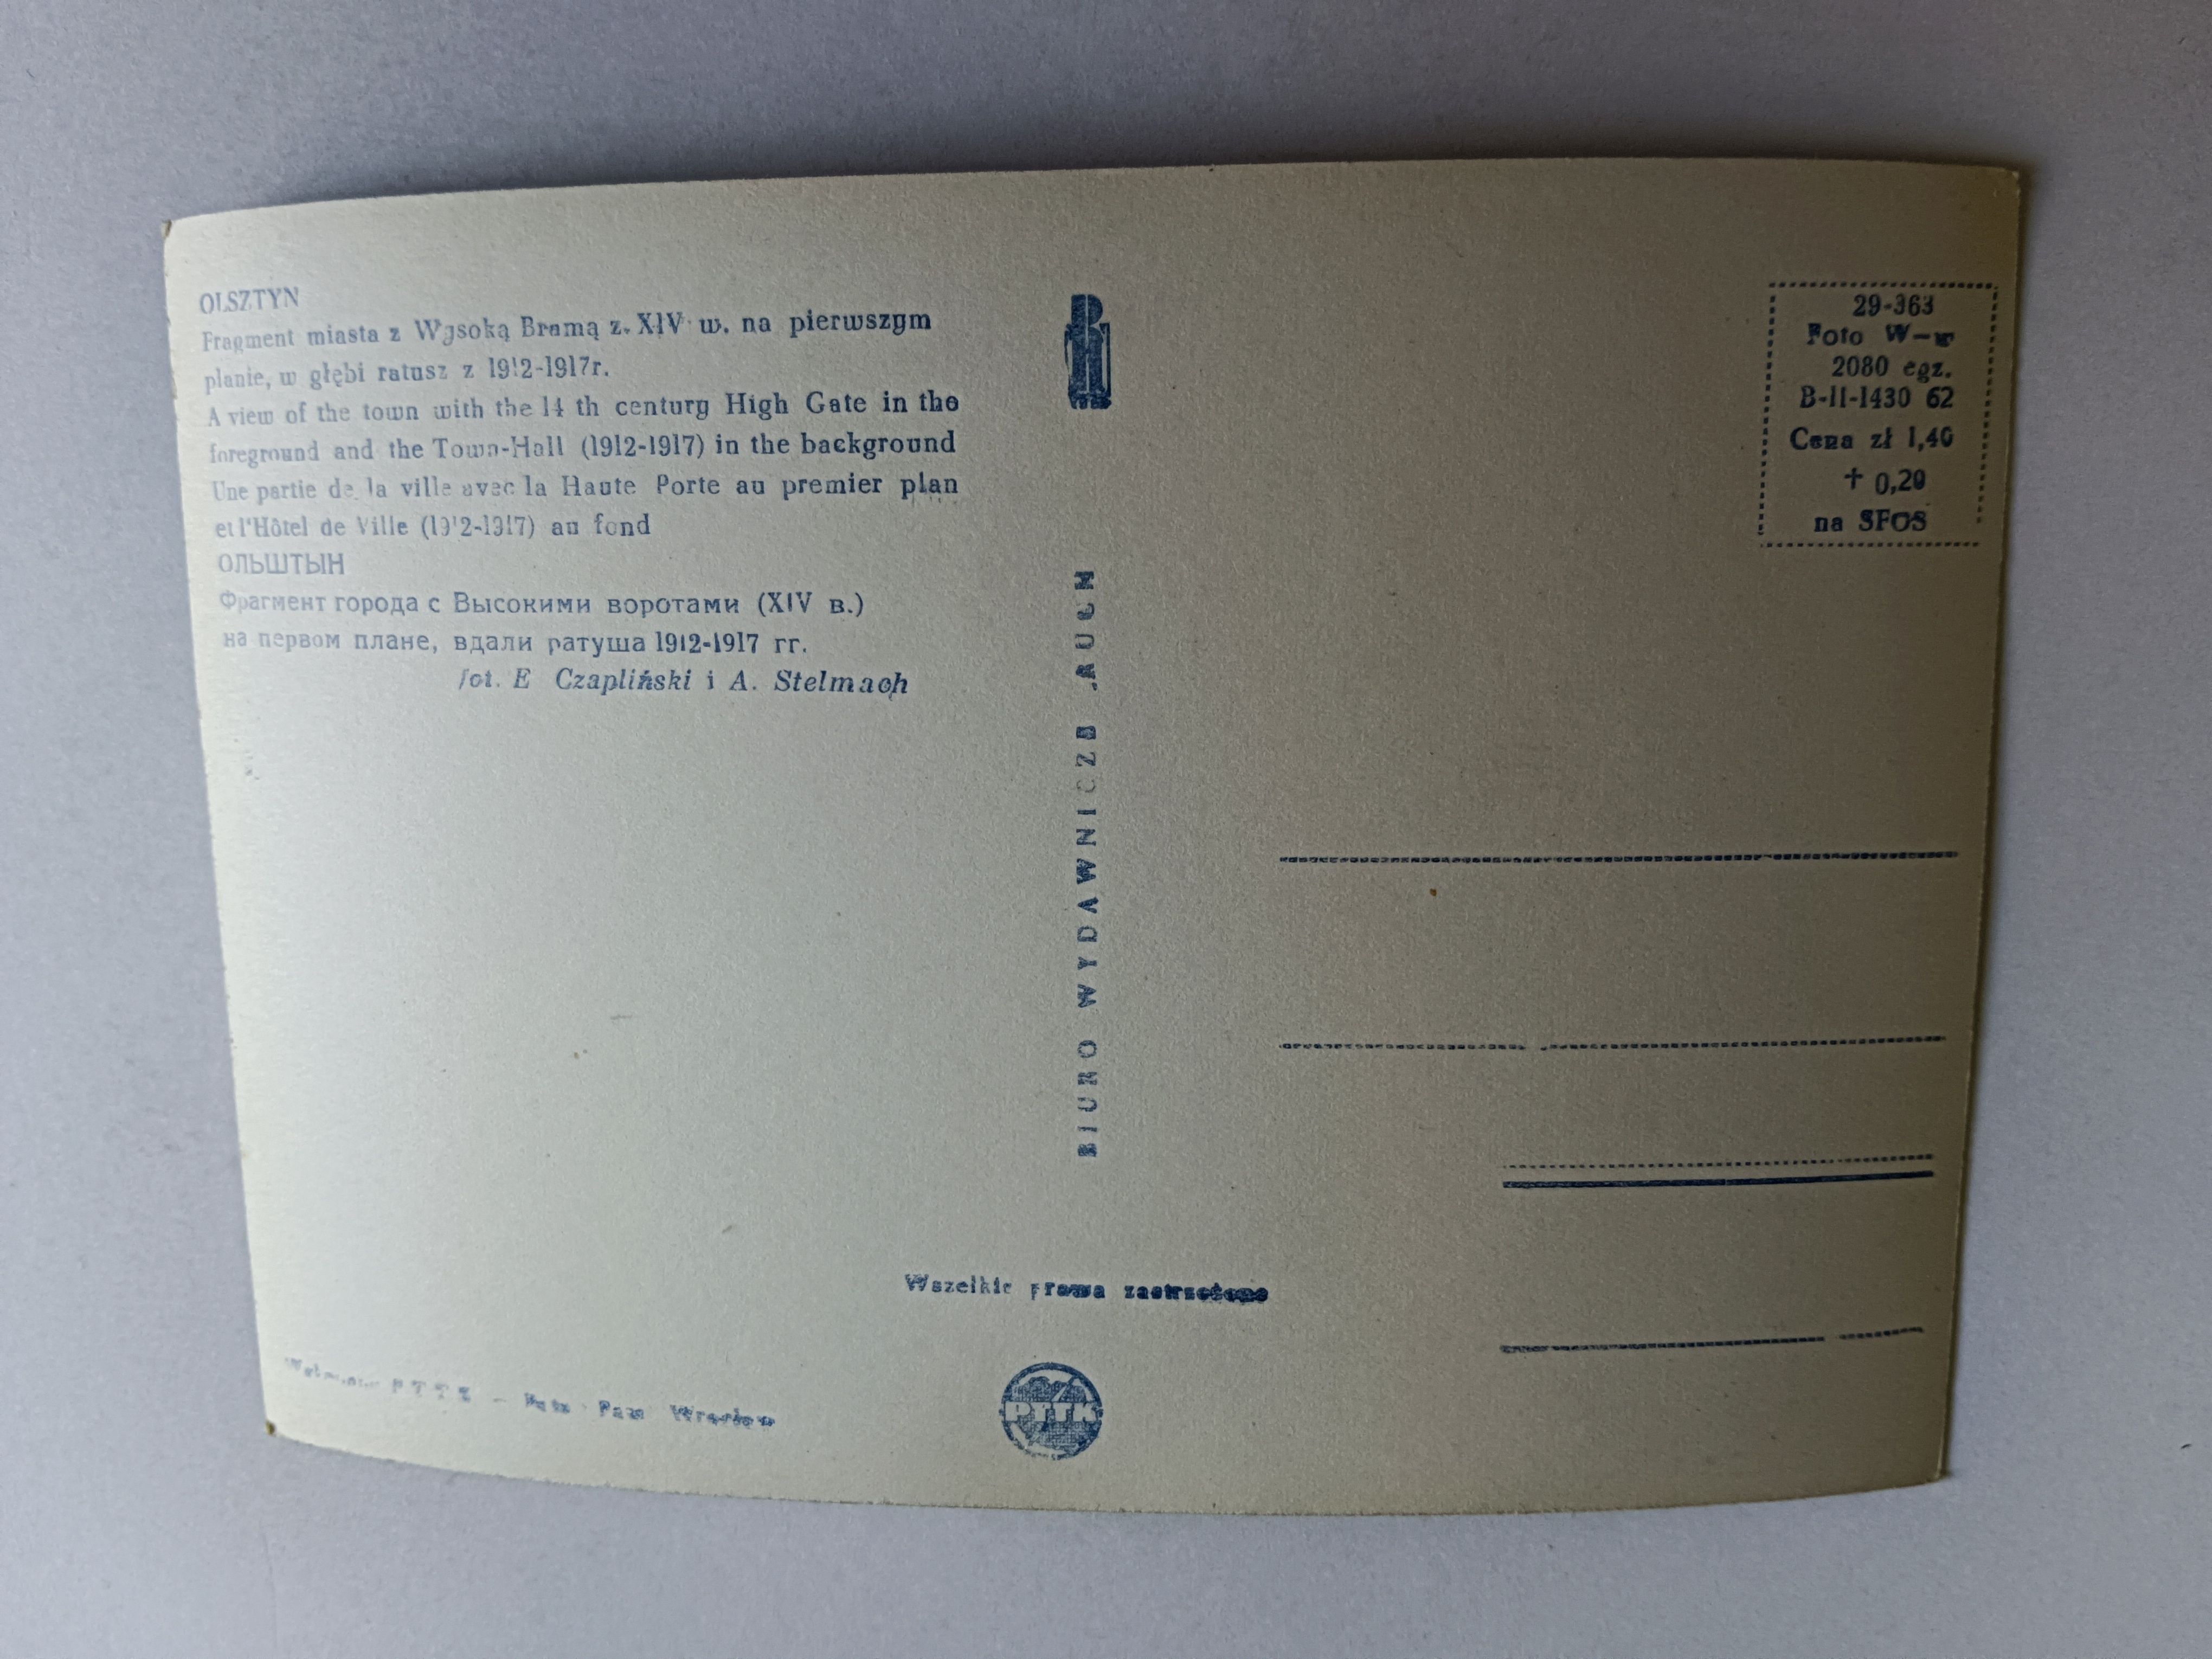 OLSZTYN
Fragment miasta z Wysoką Bramą z. XIV w. na pierwszym
planie, w głębi ratusz z 1912-1917r.
A view of the town with the 14 th century High Gate in the
foreground and the Town-Hall (1912-1917) in the background
Une partie de la ville avec la Haute Porte au premier plan
et l'Hôtel de Ville (1912-1917) au fond
ОЛЬШТЫН
Фрагмент города с Высокими воротами (XIV в.)
на первом плане, вдали ратуша 1912-1917 гг.
fot. E Czapliński i A. Stelmach
BIURO WYDAWNICZE „RUCH
29-363
Foto W-w
2080 egz.
B-II-1430 62
Cena zł 1,40
+ 0,20
na SFOS
Wszelkie prawa zastrzeżone
PTTK
PTTK – Wrocław